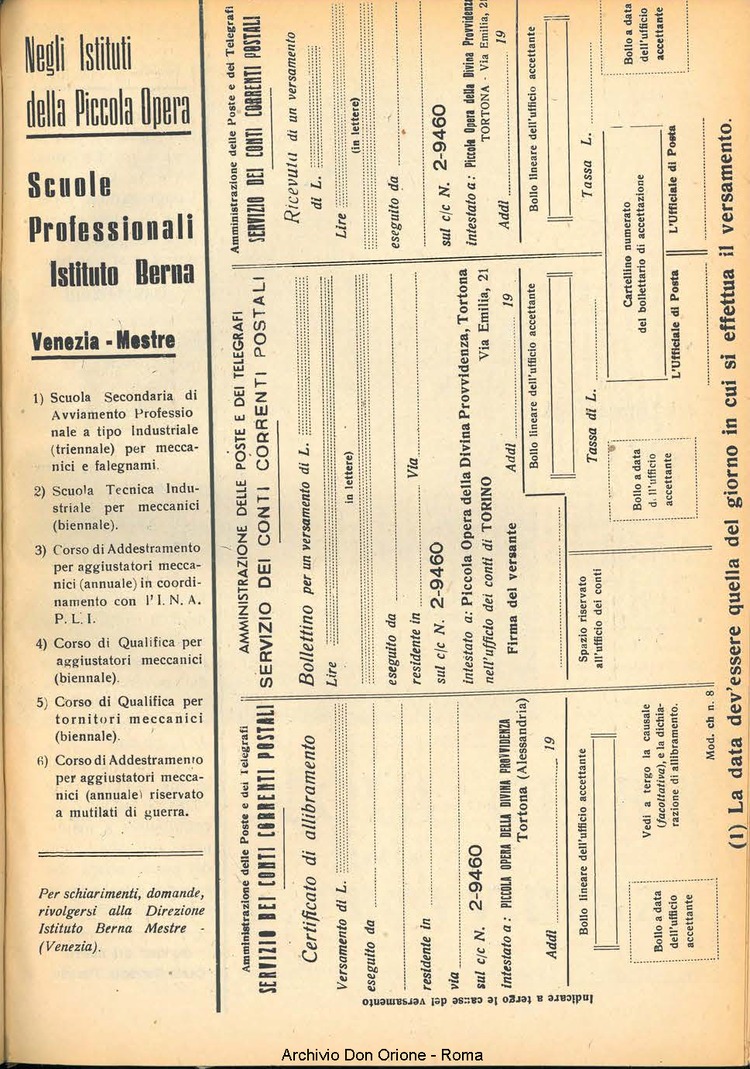 Negli Istituti
della Piccola Opera
Scuole
Professionali
Istituto Berna
Venezia - Mestre
1) Scuola Secondaria di
Avviamento Professio
nale a tipo Industriale
(triennale) per mecca-
nici e falegnami.
2) Scuola Tecnica Indu-
striale per meccanici
(biennale).
3) Corso di Addestramento
per aggiustatori mecca-
nici (annuale) in coordi-
namento con l' I. N. A.
P. L. I.
4) Corso di Qualifica per
aggiustatori meccanici
(biennale).
5) Corso di Qualifica per
tornitori meccanici
(biennale).
6) Corso di Addestramento
per aggiustatori mecca-
nici (annuale) riservato
a mutilati di guerra.
Per schiarimenti, domande,
rivolgersi alla Direzione
Istituto Berna Mestre -
(Venezia).
Indicare a tergo le cause del versamento
Amministrazione delle Poste e dei Telegrafi
SERVIZIO DEI CONTI CORRENTI POSTALI
Certificato di allibramento
Versamento di L.
eseguito da
residente in
via
sul c/c N. 2-9460
intestato a: PICCOLA OPERA DELLA DIVINA PROVVIDENZA
Tortona (Alessandria)
Addì 19
Bollo lineare dell'ufficio accettante
Bollo a data
dell'ufficio
accettante
Vedi a tergo la causale
(facoltativa), e la dichia-
razione di allibramento.
Mod. ch n. 8
AMMINISTRAZIONE DELLE POSTE E DEI TELEGRAFI
SERVIZIO DEI CONTI CORRENTI POSTALI
Bollettino per un versamento di L.
Lire
in lettere)
eseguito da
residente in Via
sul c/c N. 2-9460
intestato a: Piccola Opera della Divina Provvidenza, Tortona
nell'ufficio dei conti di TORINO Via Emilia, 21
Firma del versante Addì 19
Bollo lineare dell'ufficio accettante
Tassa di L.
Spazio riservato
all'ufficio dei conti
Bollo a data
d. ll'ufficio
accettante
Cartellino numerato
del bollettario di accettazione
L'Ufficiale di Posta
Amministrazione delle Poste e dei Telegrafi
SERVIZIO DEI CONTI CORRENTI POSTALI
Ricevuta di un versamento
di L.
Lire
(in lettere)
eseguito da
sul c/c N. 2-9460
intestato a: Piccolo Opera della Divina Provvidenza
TORTONA - Via Emilia,
Addì 19
Bollo lineare dell'ufficio accettante
Tassa L.
L'Ufficiale di Posta
Bollo a data
dell'ufficio
accettante
(1) La data dev'essere quella del giorno in cui si effettua il versamento.
Archivio Don Orione - Roma